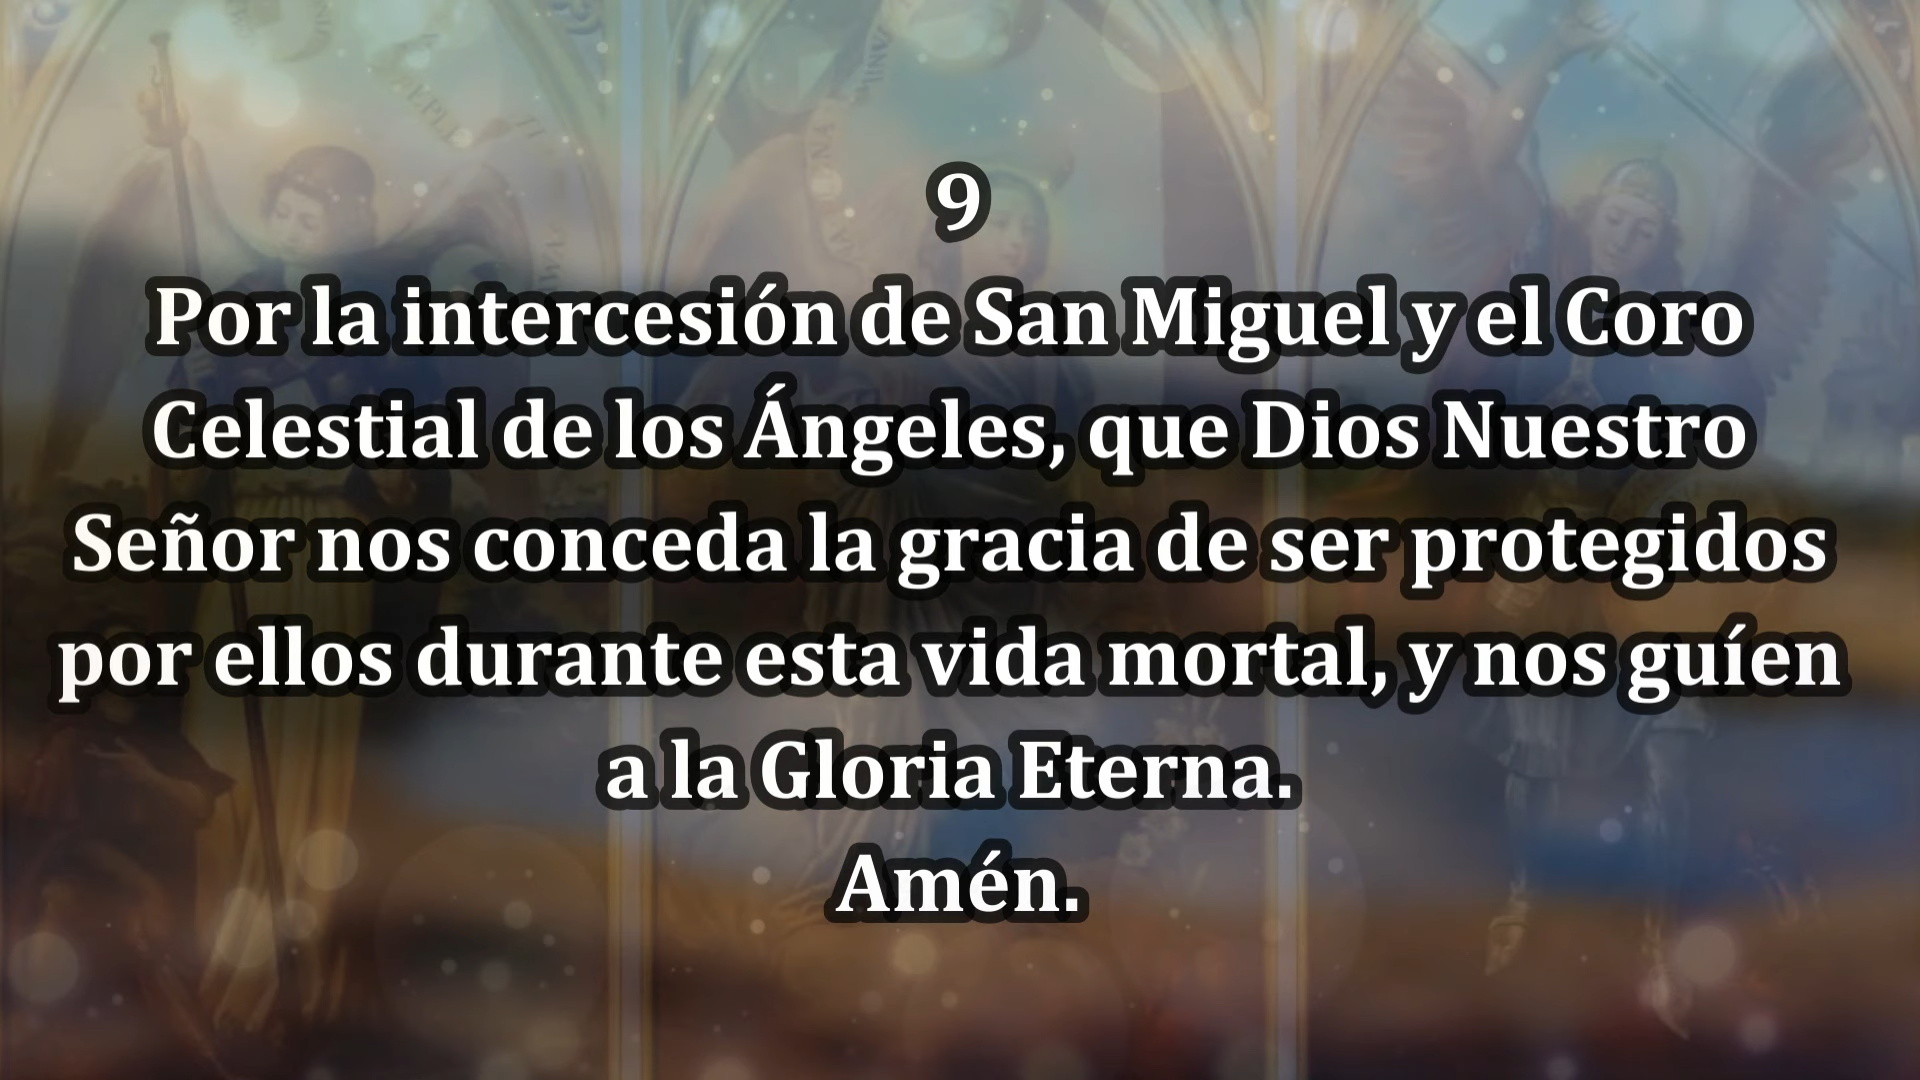 9
Por la intercesión de San Miguel y el Coro
Celestial de los Ángeles, que Dios Nuestro
Señor nos conceda la gracia de ser protegidos
por ellos durante esta vida mortal, y nos guíen
a la Gloria Eterna.
Amén.